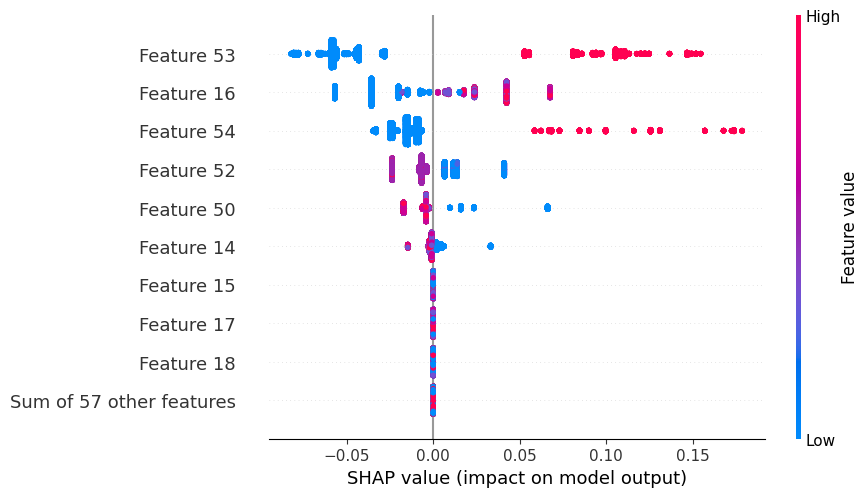 High
Feature 53
Feature 16
Feature 54
Feature 52
Feature 50
Feature 14
Feature 15
Feature 17
Feature 18
Sum of 57 other features
Feature value
Low
−0.05 0.00 0.05 0.10 0.15
SHAP value (impact on model output)